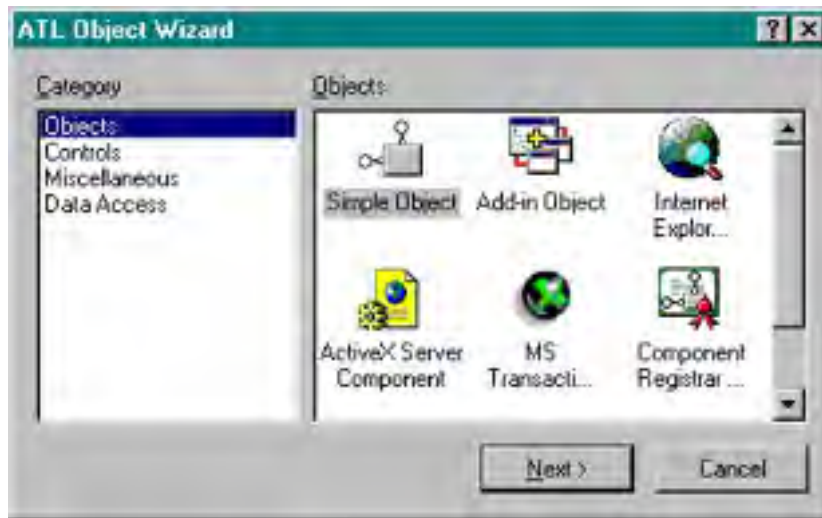 ATL Object Wizard
Category
Objects
Objects
Controls
Miscellaneous
Data Access
Simple Object
Add-in Object
Internet
Explor...
ActiveX Server
Component
MS
Transacti...
Component
Registrar ...
Next >
Cancel